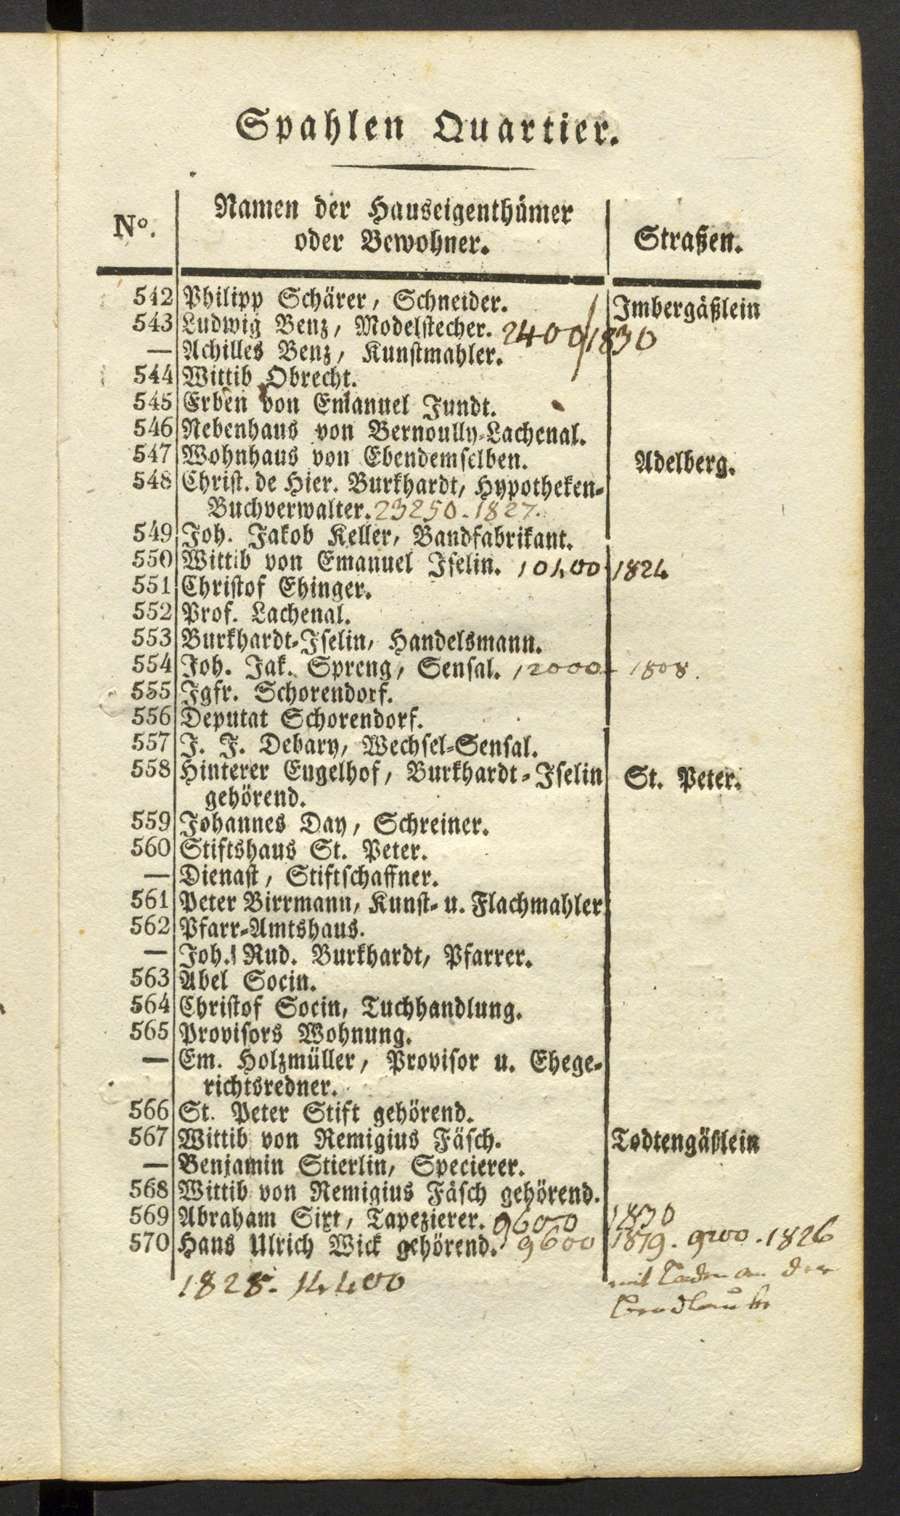 Spahlen Quartier.
Nº.
Namen der Hauseigenthümer
oder Bewohner.
Straßen.
542 Philipp Schärer, Schneider. Imbergäßlein
543 Ludwig Benz, Modelstecher. 2400/1830
— Achilles Benz, Kunstmahler.
544 Wittib Obrecht.
545 Erben von Emanuel Jundt.
546 Nebenhaus von Bernoully-Lachenal.
547 Wohnhaus von Ebendemselben. Adelberg.
548 Christ. de Hier. Burkhardt, Hypotheken-
Buchverwalter. 23250. 1827.
549 Joh. Jakob Keller, Bandfabrikant.
550 Wittib von Emanuel Iselin. 10400 1824
551 Christof Ehinger.
552 Prof. Lachenal.
553 Burkhardt-Iselin, Handelsmann.
554 Joh. Jak. Spreng, Sensal. 12000 - 1808.
555 Jgfr. Schorendorf.
556 Deputat Schorendorf.
557 J. J. Debary, Wechsel-Sensal.
558 Hinterer Engelhof, Burkhardt-Iselin St. Peter.
gehörend.
559 Johannes Day, Schreiner.
560 Stiftshaus St. Peter.
— Dienast, Stiftschaffner.
561 Peter Birrmann, Kunst- u. Flachmahler
562 Pfarr-Amtshaus.
— Joh. Rud. Burkhardt, Pfarrer.
563 Abel Socin.
564 Christof Socin, Tuchhandlung.
565 Provisors Wohnung.
— Em. Holzmüller, Provisor u. Ehege-
richtsredner.
566 St. Peter Stift gehörend.
567 Wittib von Remigius Fäsch. Todtengäßlein
— Benjamin Stierlin, Specierer.
568 Wittib von Remigius Fäsch gehörend.
569 Abraham Sixt, Tapezierer. 9600 1830
570 Hans Ulrich Wick gehörend. 9600 1819. 9200. 1826
1828. 14400 mit Laden an der